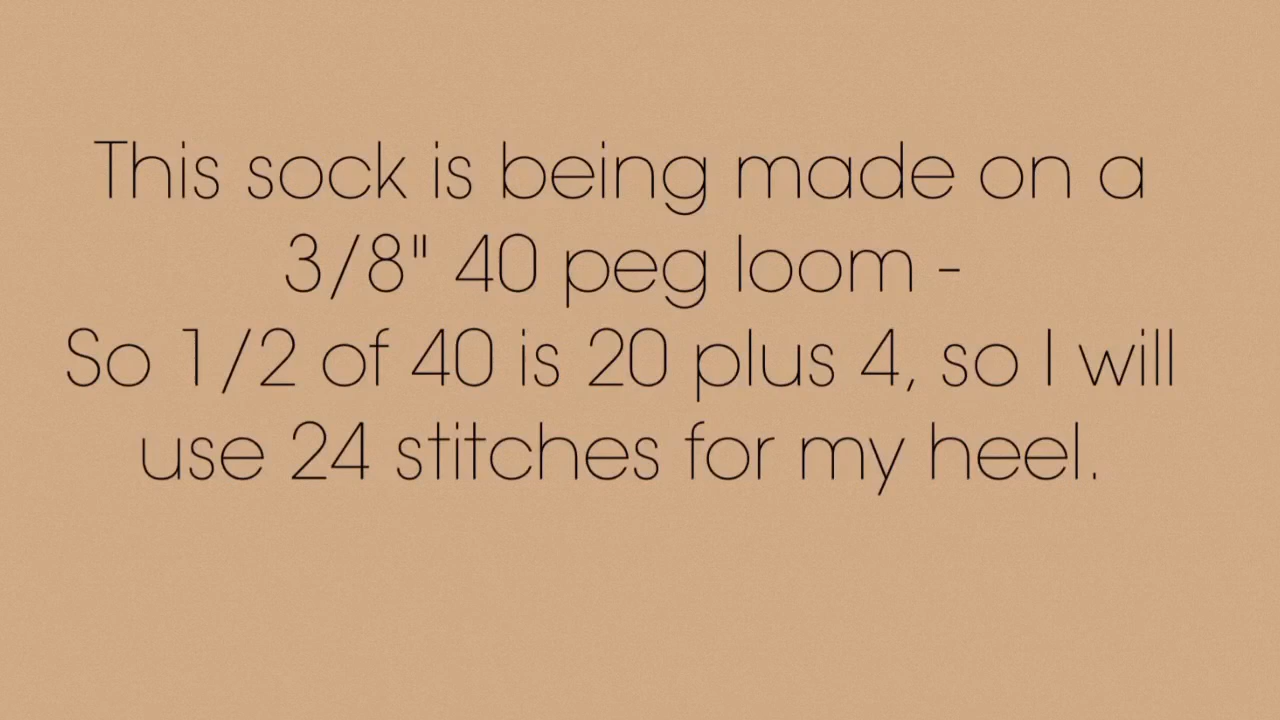 This sock is being made on a
3/8" 40 peg loom -
So 1/2 of 40 is 20 plus 4, so I will
use 24 stitches for my heel.